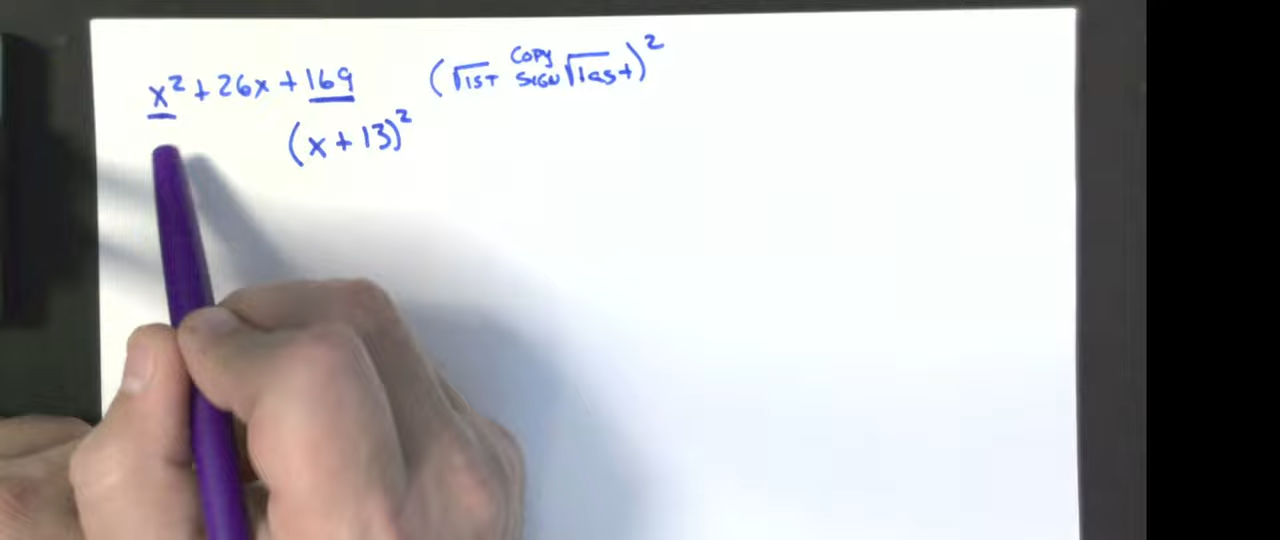 x² + 26x + 169 (√1st COPY SIGN √last)²
(x + 13)²